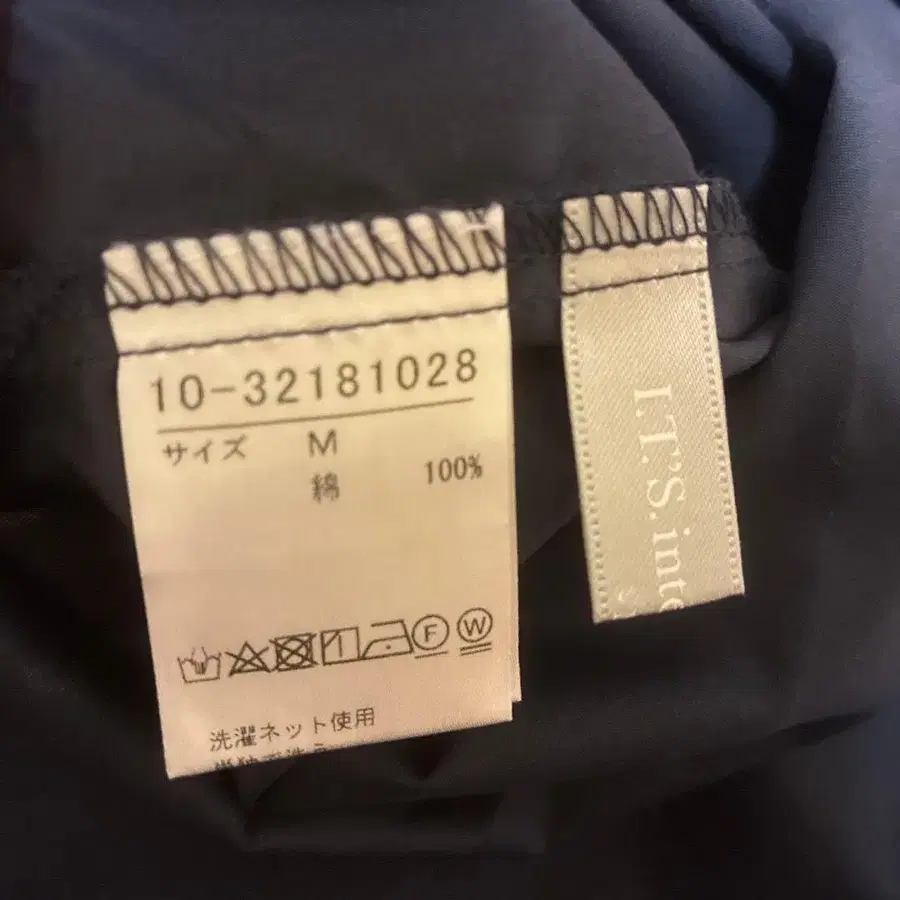 10-32181028
サイズ M
綿 100%
F W
洗濯ネット使用
I.T.'S.inte